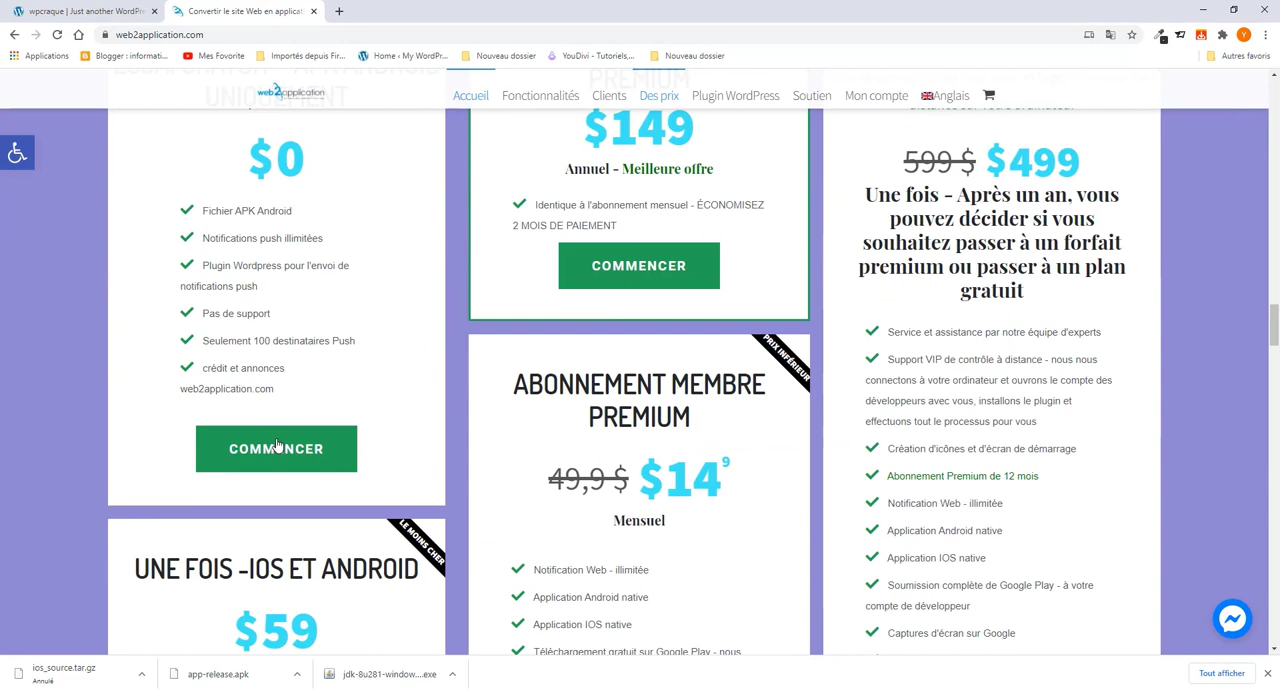 wpcraque | Just another WordPre
Convertir le site Web en applicat
web2application.com
Applications
Blogger : informati...
Mes Favorite
Importés depuis Fir...
Home ‹ My WordPr...
Nouveau dossier
YouDivi - Tutoriels,...
Nouveau dossier
Autres favoris
web2application
Accueil
Fonctionnalités
Clients
Des prix
Plugin WordPress
Soutien
Mon compte
Anglais
UNIQUEMENT
$0
Fichier APK Android
Notifications push illimitées
Plugin Wordpress pour l'envoi de
notifications push
Pas de support
Seulement 100 destinataires Push
crédit et annonces
web2application.com
COMMENCER
LE MOINS CHER
UNE FOIS -IOS ET ANDROID
$59
PREMIUM
$149
Annuel - Meilleure offre
Identique à l'abonnement mensuel - ÉCONOMISEZ
2 MOIS DE PAIEMENT
COMMENCER
PRIX INFÉRIEUR
ABONNEMENT MEMBRE
PREMIUM
49,9 $ $14 9
Mensuel
Notification Web - illimitée
Application Android native
Application IOS native
Téléchargement gratuit sur Google Play - nous
599 $ $499
Une fois - Après un an, vous
pouvez décider si vous
souhaitez passer à un forfait
premium ou passer à un plan
gratuit
Service et assistance par notre équipe d'experts
Support VIP de contrôle à distance - nous nous
connectons à votre ordinateur et ouvrons le compte des
développeurs avec vous, installons le plugin et
effectuons tout le processus pour vous
Création d'icônes et d'écran de démarrage
Abonnement Premium de 12 mois
Notification Web - illimitée
Application Android native
Application IOS native
Soumission complète de Google Play - à votre
compte de développeur
Captures d'écran sur Google
ios_source.tar.gz
Annulé
app-release.apk
jdk-8u281-window....exe
Tout afficher